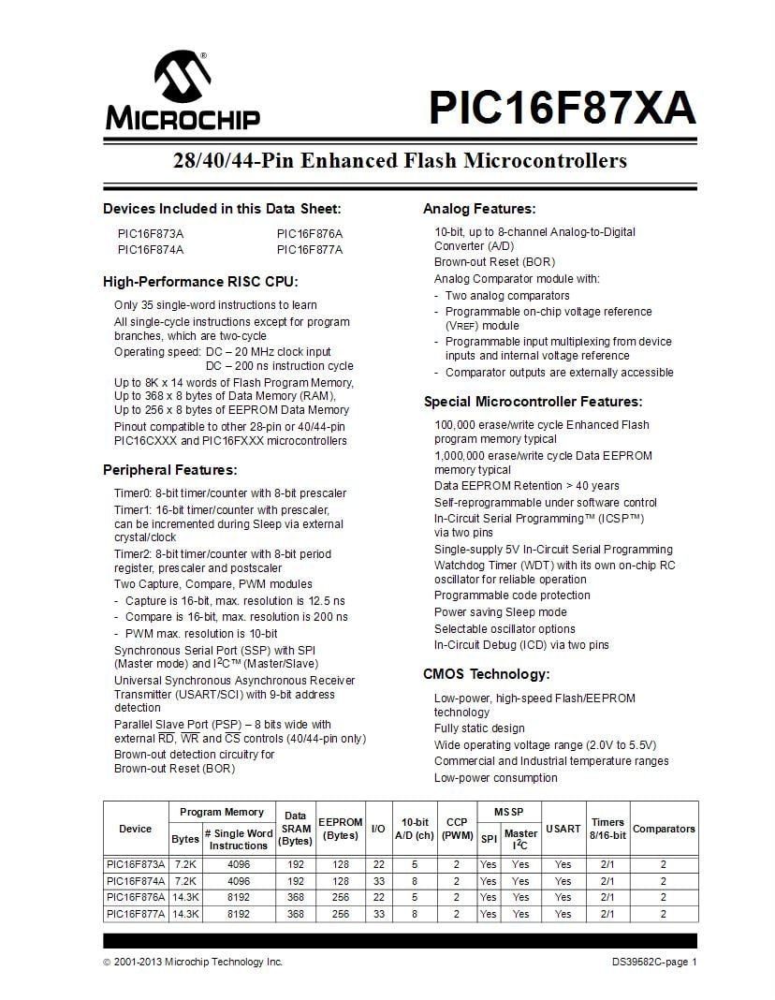 MICROCHIP
®
PIC16F87XA
28/40/44-Pin Enhanced Flash Microcontrollers
Devices Included in this Data Sheet:
PIC16F873A PIC16F876A
PIC16F874A PIC16F877A
High-Performance RISC CPU:
Only 35 single-word instructions to learn
All single-cycle instructions except for program
branches, which are two-cycle
Operating speed: DC – 20 MHz clock input
DC – 200 ns instruction cycle
Up to 8K x 14 words of Flash Program Memory,
Up to 368 x 8 bytes of Data Memory (RAM),
Up to 256 x 8 bytes of EEPROM Data Memory
Pinout compatible to other 28-pin or 40/44-pin
PIC16CXXX and PIC16FXXX microcontrollers
Peripheral Features:
Timer0: 8-bit timer/counter with 8-bit prescaler
Timer1: 16-bit timer/counter with prescaler,
can be incremented during Sleep via external
crystal/clock
Timer2: 8-bit timer/counter with 8-bit period
register, prescaler and postscaler
Two Capture, Compare, PWM modules
- Capture is 16-bit, max. resolution is 12.5 ns
- Compare is 16-bit, max. resolution is 200 ns
- PWM max. resolution is 10-bit
Synchronous Serial Port (SSP) with SPI
(Master mode) and I²C™ (Master/Slave)
Universal Synchronous Asynchronous Receiver
Transmitter (USART/SCI) with 9-bit address
detection
Parallel Slave Port (PSP) – 8 bits wide with
external RD, WR and CS controls (40/44-pin only)
Brown-out detection circuitry for
Brown-out Reset (BOR)
Analog Features:
10-bit, up to 8-channel Analog-to-Digital
Converter (A/D)
Brown-out Reset (BOR)
Analog Comparator module with:
- Two analog comparators
- Programmable on-chip voltage reference
(VREF) module
- Programmable input multiplexing from device
inputs and internal voltage reference
- Comparator outputs are externally accessible
Special Microcontroller Features:
100,000 erase/write cycle Enhanced Flash
program memory typical
1,000,000 erase/write cycle Data EEPROM
memory typical
Data EEPROM Retention > 40 years
Self-reprogrammable under software control
In-Circuit Serial Programming™ (ICSP™)
via two pins
Single-supply 5V In-Circuit Serial Programming
Watchdog Timer (WDT) with its own on-chip RC
oscillator for reliable operation
Programmable code protection
Power saving Sleep mode
Selectable oscillator options
In-Circuit Debug (ICD) via two pins
CMOS Technology:
Low-power, high-speed Flash/EEPROM
technology
Fully static design
Wide operating voltage range (2.0V to 5.5V)
Commercial and Industrial temperature ranges
Low-power consumption
Device Program Memory Data SRAM (Bytes) EEPROM (Bytes) I/O 10-bit A/D (ch) CCP (PWM) MSSP USART Timers 8/16-bit Comparators
Bytes # Single Word Instructions SPI Master I²C
PIC16F873A 7.2K 4096 192 128 22 5 2 Yes Yes Yes 2/1 2
PIC16F874A 7.2K 4096 192 128 33 8 2 Yes Yes Yes 2/1 2
PIC16F876A 14.3K 8192 368 256 22 5 2 Yes Yes Yes 2/1 2
PIC16F877A 14.3K 8192 368 256 33 8 2 Yes Yes Yes 2/1 2
© 2001-2013 Microchip Technology Inc. DS39582C-page 1